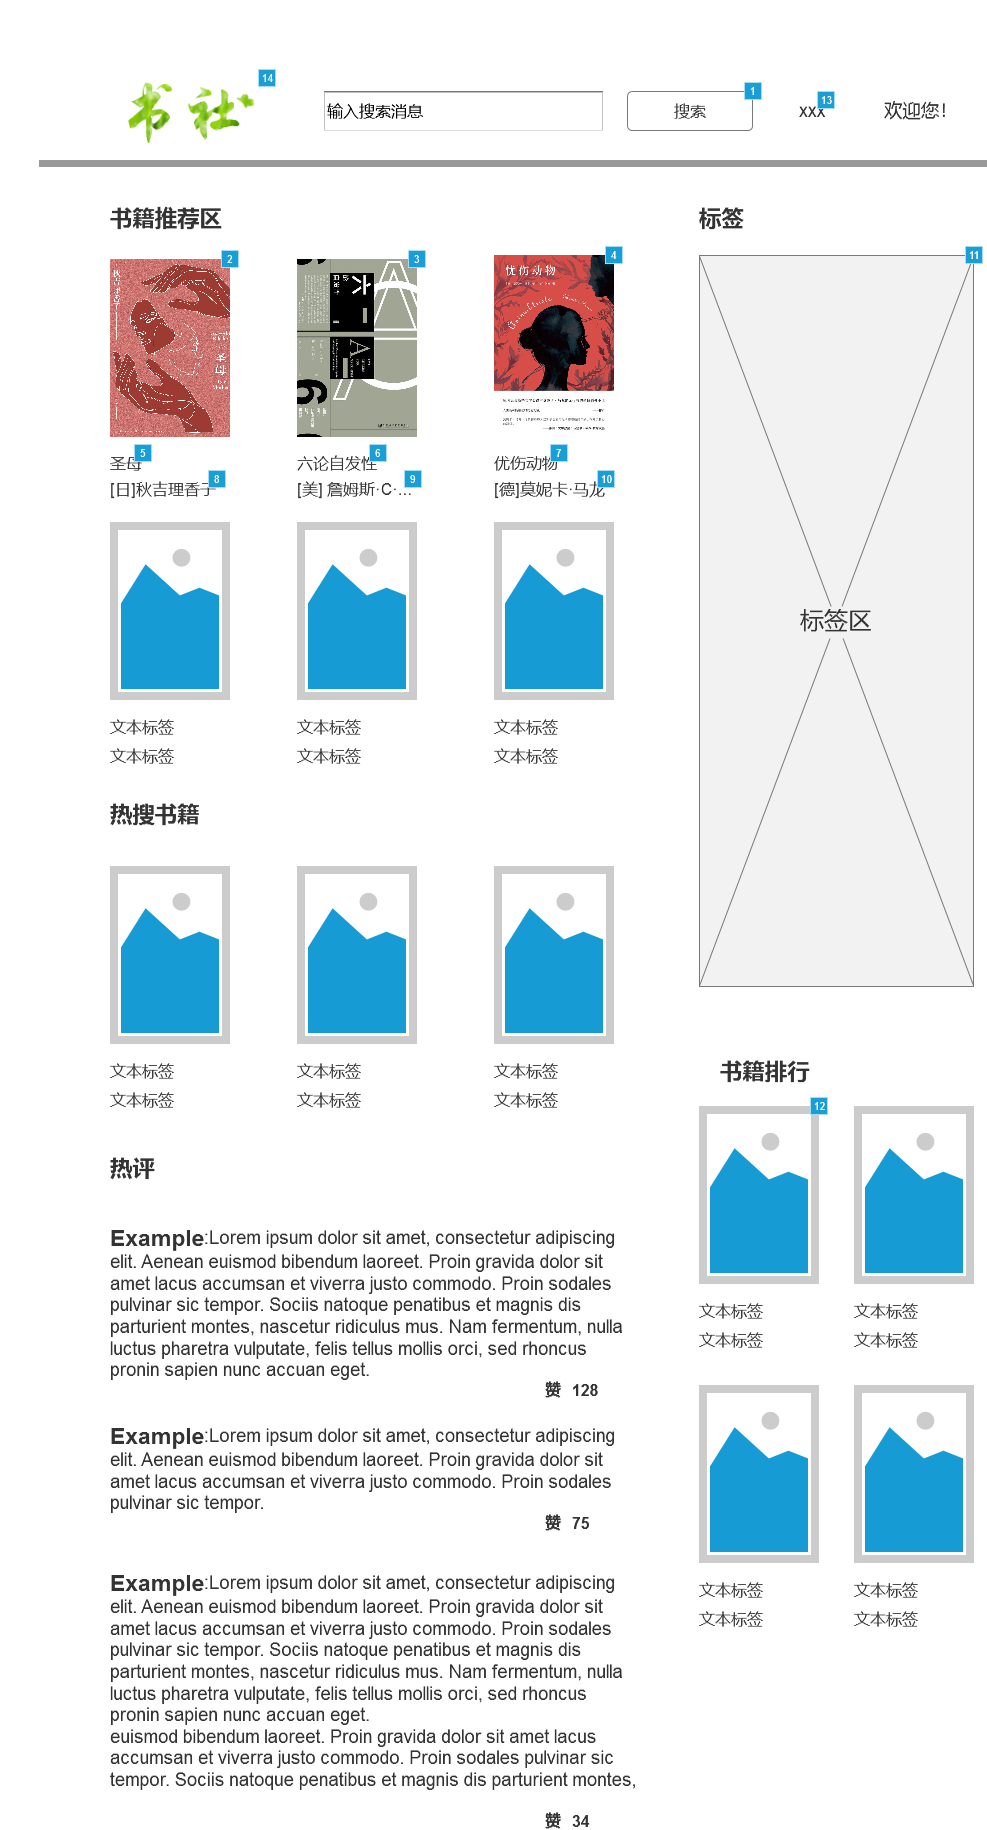 书社
14
输入搜索消息
搜索
1
xxx
13
欢迎您!
书籍推荐区
标签
2
3
4
11
优伤动物
圣母
5
六论自发性
6
优伤动物
7
[日]秋吉理香子
8
[美] 詹姆斯·C·...
9
[德]莫妮卡·马龙
10
标签区
文本标签
文本标签
文本标签
文本标签
文本标签
文本标签
热搜书籍
文本标签
文本标签
文本标签
文本标签
文本标签
文本标签
书籍排行
12
热评
Example:Lorem ipsum dolor sit amet, consectetur adipiscing
elit. Aenean euismod bibendum laoreet. Proin gravida dolor sit
amet lacus accumsan et viverra justo commodo. Proin sodales
pulvinar sic tempor. Sociis natoque penatibus et magnis dis
parturient montes, nascetur ridiculus mus. Nam fermentum, nulla
luctus pharetra vulputate, felis tellus mollis orci, sed rhoncus
pronin sapien nunc accuan eget.
赞 128
Example:Lorem ipsum dolor sit amet, consectetur adipiscing
elit. Aenean euismod bibendum laoreet. Proin gravida dolor sit
amet lacus accumsan et viverra justo commodo. Proin sodales
pulvinar sic tempor.
赞 75
Example:Lorem ipsum dolor sit amet, consectetur adipiscing
elit. Aenean euismod bibendum laoreet. Proin gravida dolor sit
amet lacus accumsan et viverra justo commodo. Proin sodales
pulvinar sic tempor. Sociis natoque penatibus et magnis dis
parturient montes, nascetur ridiculus mus. Nam fermentum, nulla
luctus pharetra vulputate, felis tellus mollis orci, sed rhoncus
pronin sapien nunc accuan eget.
euismod bibendum laoreet. Proin gravida dolor sit amet lacus
accumsan et viverra justo commodo. Proin sodales pulvinar sic
tempor. Sociis natoque penatibus et magnis dis parturient montes,
赞 34
文本标签
文本标签
文本标签
文本标签
文本标签
文本标签
文本标签
文本标签